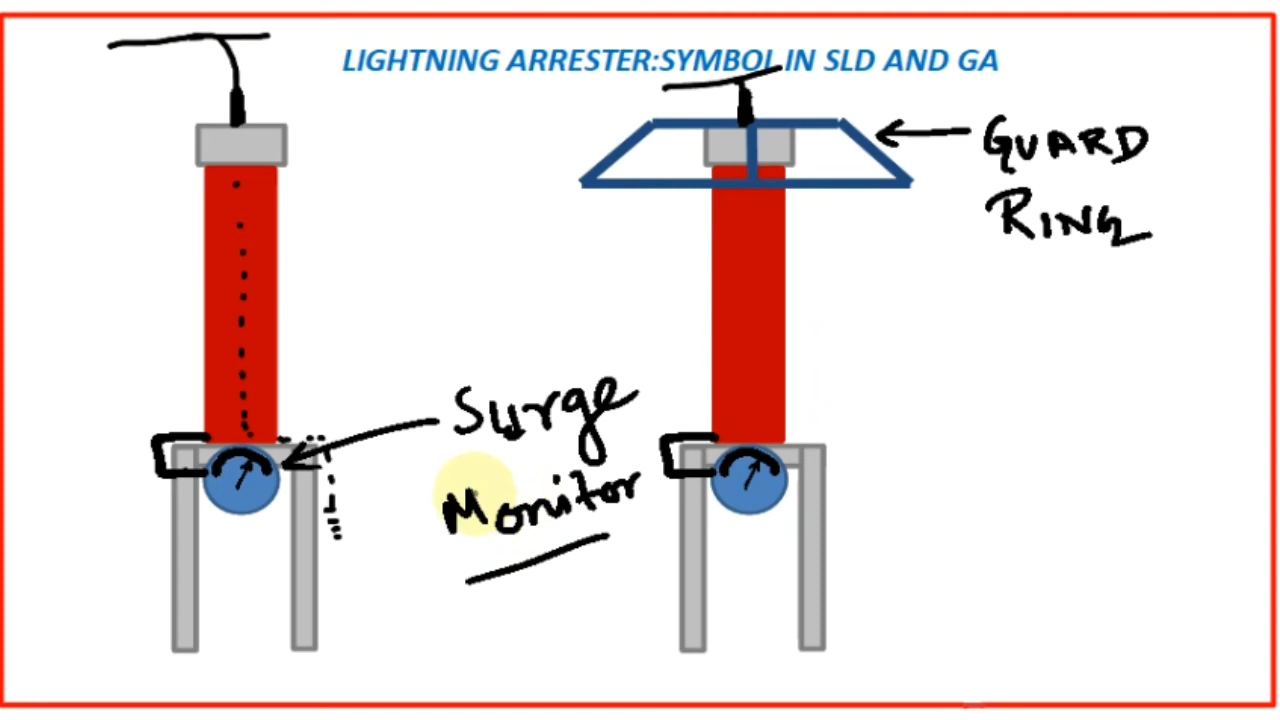 LIGHTNING ARRESTER:SYMBOL IN SLD AND GA
GUARD
RING
Surge
Monitor